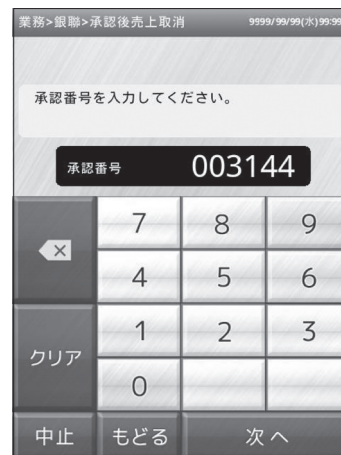 業務>銀聯>承認後売上取消 9999/99/99(水)99:99
承認番号を入力してください。
承認番号 003144
7 8 9
4 5 6
クリア 1 2 3
0
中止 もどる 次へ